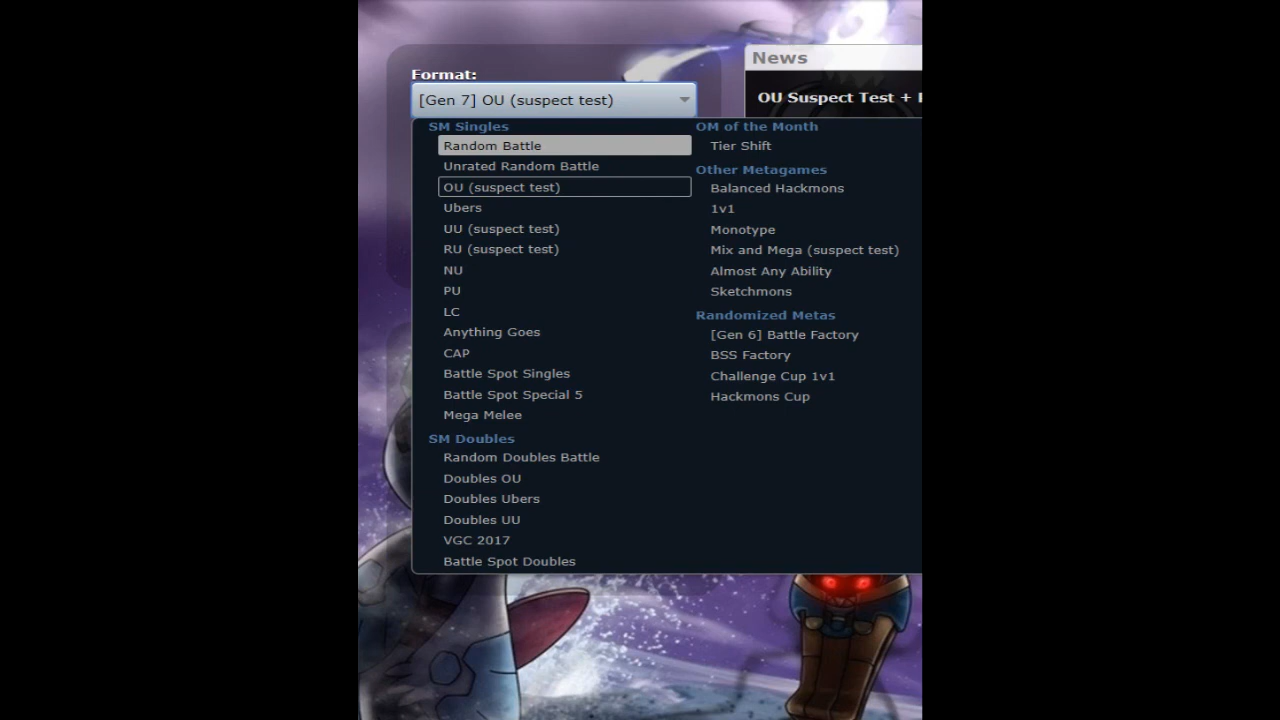 Format:
[Gen 7] OU (suspect test)
SM Singles
Random Battle
Unrated Random Battle
OU (suspect test)
Ubers
UU (suspect test)
RU (suspect test)
NU
PU
LC
Anything Goes
CAP
Battle Spot Singles
Battle Spot Special 5
Mega Melee
SM Doubles
Random Doubles Battle
Doubles OU
Doubles Ubers
Doubles UU
VGC 2017
Battle Spot Doubles
OM of the Month
Tier Shift
Other Metagames
Balanced Hackmons
1v1
Monotype
Mix and Mega (suspect test)
Almost Any Ability
Sketchmons
Randomized Metas
[Gen 6] Battle Factory
BSS Factory
Challenge Cup 1v1
Hackmons Cup
News
OU Suspect Test +